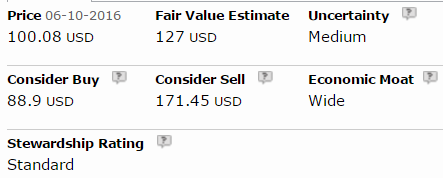 Price 06-10-2016 Fair Value Estimate Uncertainty ?
100.08 USD 127 USD Medium
Consider Buy ? Consider Sell ? Economic Moat ?
88.9 USD 171.45 USD Wide
Stewardship Rating ?
Standard